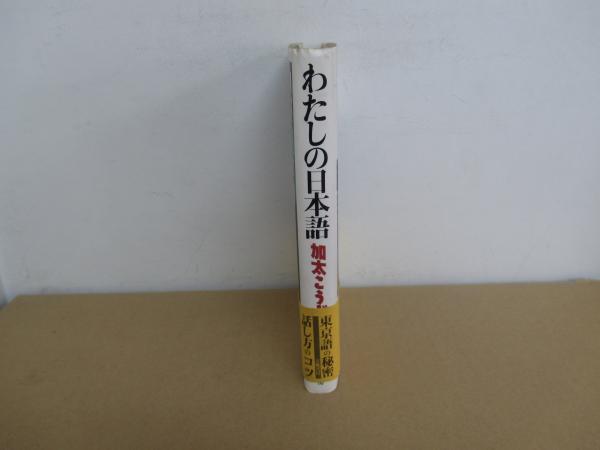 わたしの日本語
加太こう
東京語の秘密
話し方のコツ